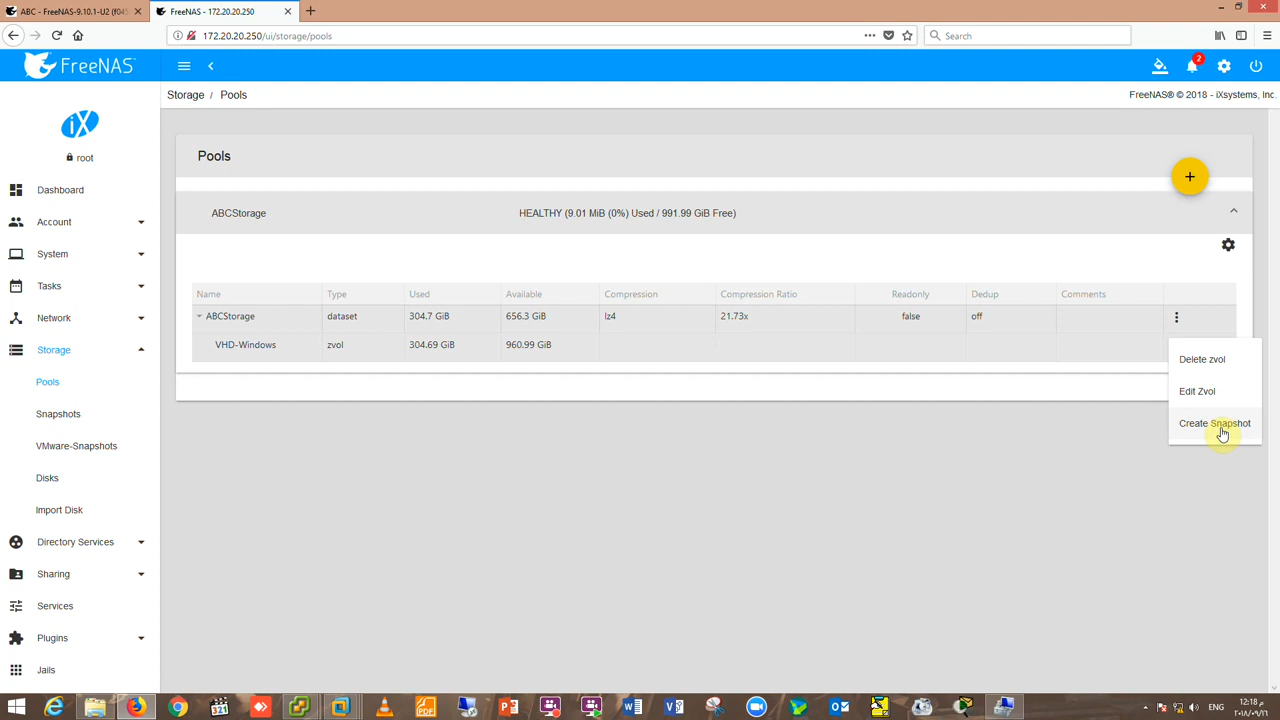 ABC - FreeNAS-9.10.1-U2 (f045
FreeNAS - 172.20.20.250
172.20.20.250/ui/storage/pools
Search
FreeNAS
2
Storage / Pools
FreeNAS® © 2018 - iXsystems, Inc.
iX
root
Dashboard
Account
System
Tasks
Network
Storage
Pools
Snapshots
VMware-Snapshots
Disks
Import Disk
Directory Services
Sharing
Services
Plugins
Jails
Pools
ABCStorage HEALTHY (9.01 MiB (0%) Used / 991.99 GiB Free)
Name Type Used Available Compression Compression Ratio Readonly Dedup Comments
ABCStorage dataset 304.7 GiB 656.3 GiB lz4 21.73x false off
VHD-Windows zvol 304.69 GiB 960.99 GiB
Delete zvol
Edit Zvol
Create Snapshot
321
PDF
ENG
12:18 م